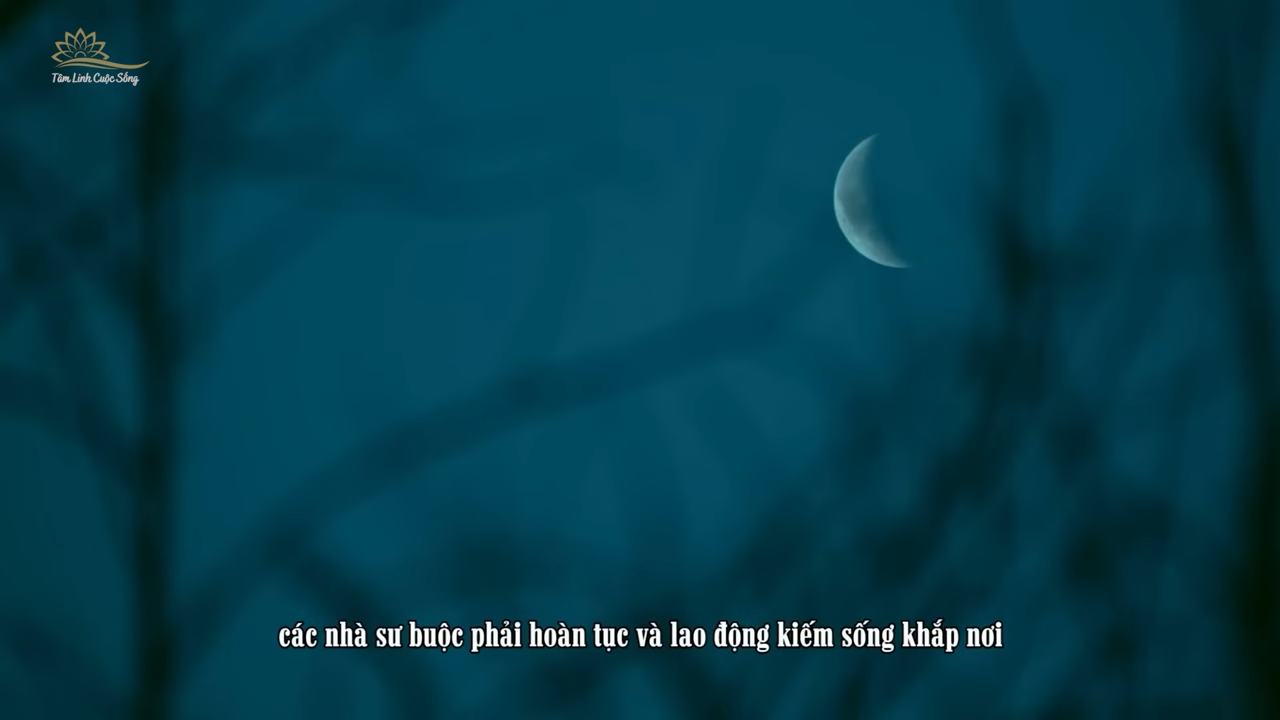 Tâm Linh Cuộc Sống
các nhà sư buộc phải hoàn tục và lao động kiếm sống khắp nơi